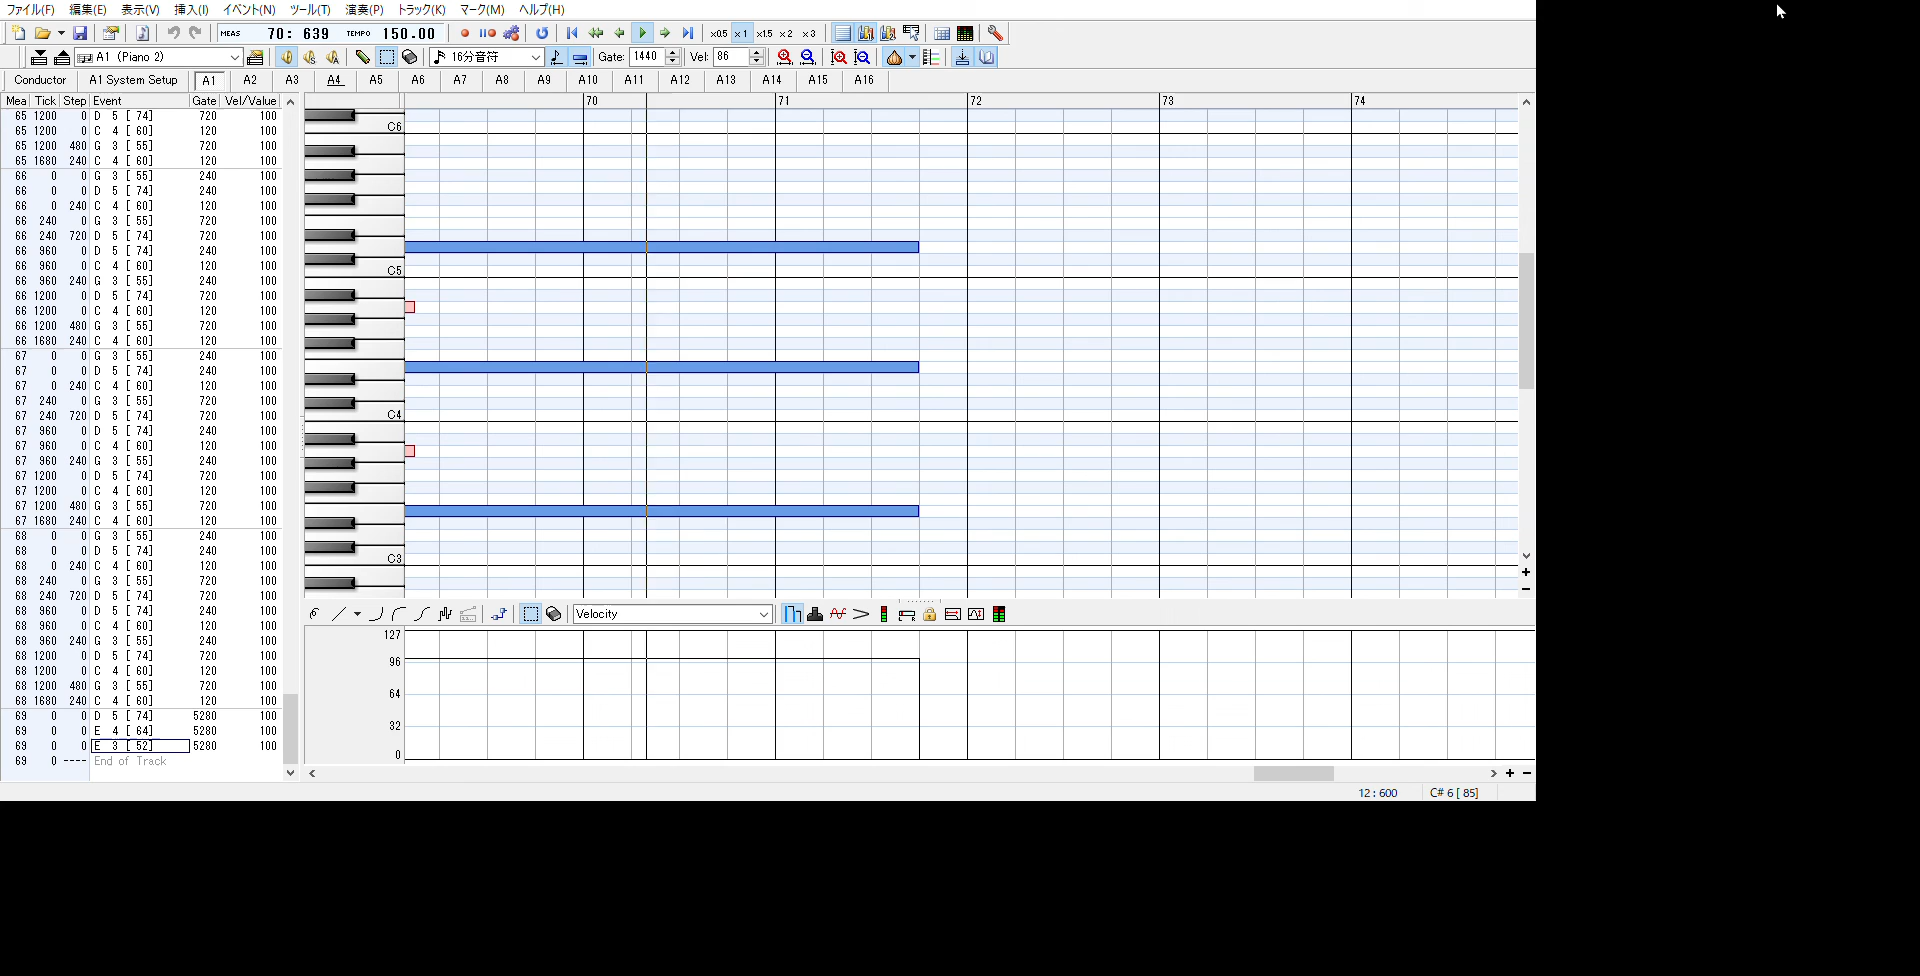 ファイル(F) 編集(E) 表示(V) 挿入(I) イベント(N) ツール(T) 演奏(P) トラック(K) マーク(M) ヘルプ(H)
MEAS 70: 639 TEMPO 150.00 x0.5 x1 x1.5 x2 x3
A1 (Piano 2) 16分音符 Gate: 1440 Vel: 86
Conductor A1 System Setup A1 A2 A3 A4 A5 A6 A7 A8 A9 A10 A11 A12 A13 A14 A15 A16
Mea Tick Step Event Gate Vel/Value
65 1200 0 D 5 [ 74] 720 100
65 1200 0 C 4 [ 60] 120 100
65 1200 480 G 3 [ 55] 720 100
65 1680 240 C 4 [ 60] 120 100
66 0 0 G 3 [ 55] 240 100
66 0 0 D 5 [ 74] 240 100
66 0 240 C 4 [ 60] 120 100
66 240 0 G 3 [ 55] 720 100
66 240 720 D 5 [ 74] 720 100
66 960 0 D 5 [ 74] 240 100
66 960 0 C 4 [ 60] 120 100
66 960 240 G 3 [ 55] 240 100
66 1200 0 D 5 [ 74] 720 100
66 1200 0 C 4 [ 60] 120 100
66 1200 480 G 3 [ 55] 720 100
66 1680 240 C 4 [ 60] 120 100
67 0 0 G 3 [ 55] 240 100
67 0 0 D 5 [ 74] 240 100
67 0 240 C 4 [ 60] 120 100
67 240 0 G 3 [ 55] 720 100
67 240 720 D 5 [ 74] 720 100
67 960 0 D 5 [ 74] 240 100
67 960 0 C 4 [ 60] 120 100
67 960 240 G 3 [ 55] 240 100
67 1200 0 D 5 [ 74] 720 100
67 1200 0 C 4 [ 60] 120 100
67 1200 480 G 3 [ 55] 720 100
67 1680 240 C 4 [ 60] 120 100
68 0 0 G 3 [ 55] 240 100
68 0 0 D 5 [ 74] 240 100
68 0 240 C 4 [ 60] 120 100
68 240 0 G 3 [ 55] 720 100
68 240 720 D 5 [ 74] 720 100
68 960 0 D 5 [ 74] 240 100
68 960 0 C 4 [ 60] 120 100
68 960 240 G 3 [ 55] 240 100
68 1200 0 D 5 [ 74] 720 100
68 1200 0 C 4 [ 60] 120 100
68 1200 480 G 3 [ 55] 720 100
68 1680 240 C 4 [ 60] 120 100
69 0 0 D 5 [ 74] 5280 100
69 0 0 E 4 [ 64] 5280 100
69 0 0 E 3 [ 52] 5280 100
69 0 ---- End of Track
70 71 72 73 74
C6
C5
C4
C3
Velocity
127
96
64
32
0
12:600 C# 6 [ 85]